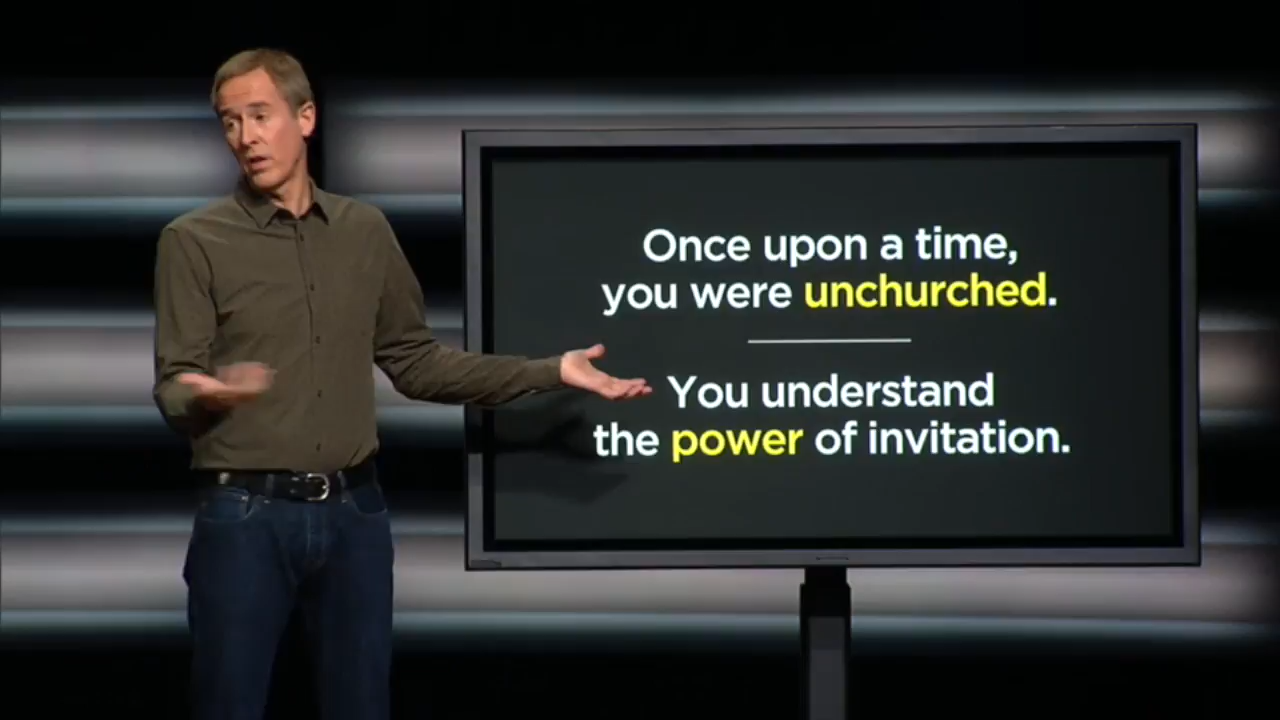 Once upon a time,
you were unchurched.
You understand
the power of invitation.